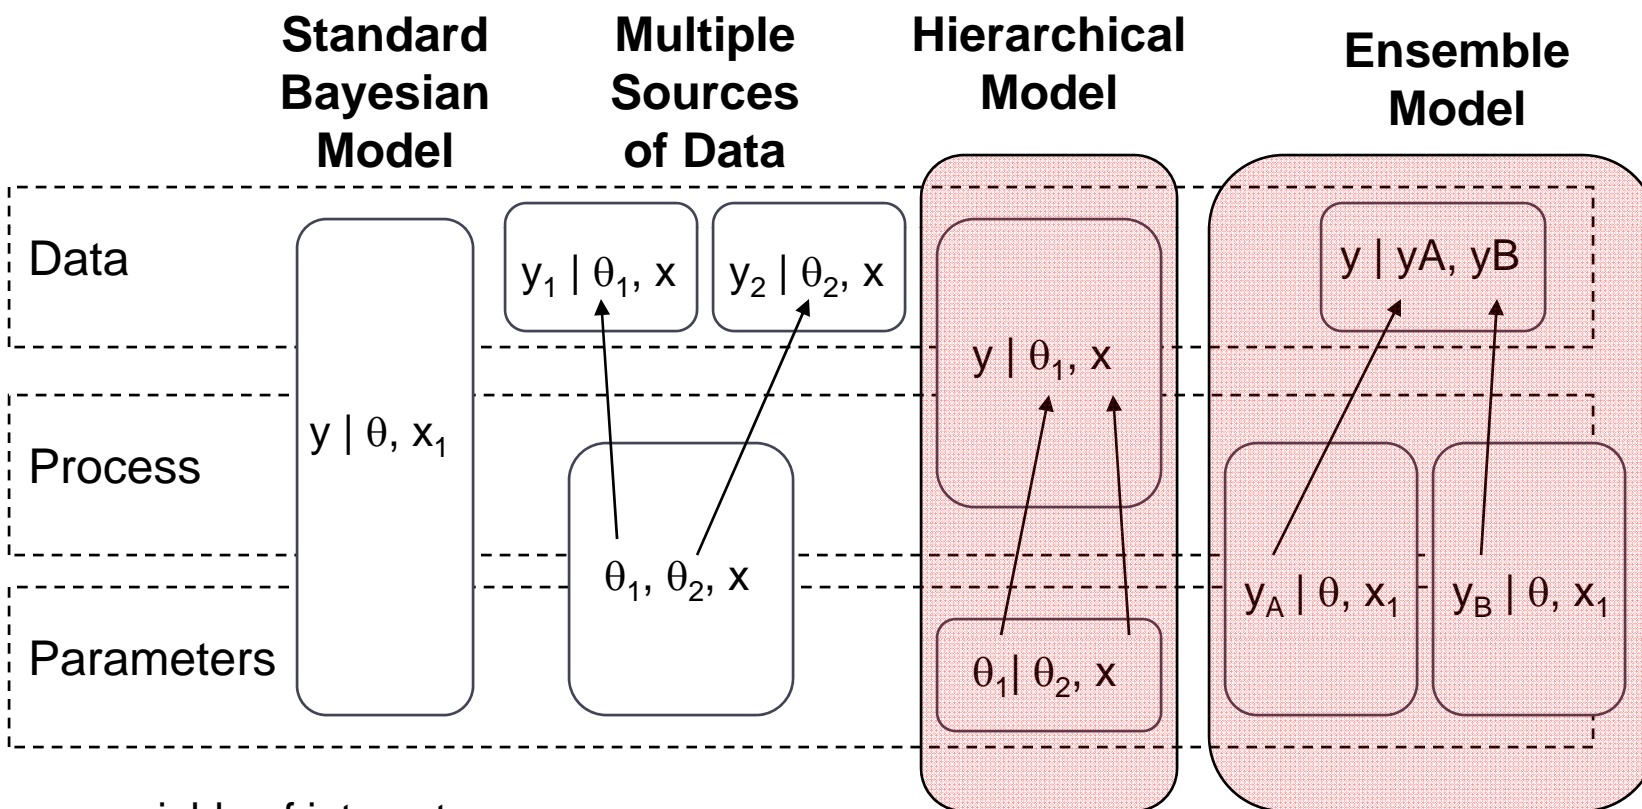 Standard
Bayesian
Model
Multiple
Sources
of Data
Hierarchical
Model
Ensemble
Model
Data
y₁ | θ₁, x
y₂ | θ₂, x
y | yA, yB
y | θ₁, x
Process
y | θ, x₁
θ₁, θ₂, x
y_A | θ, x₁
y_B | θ, x₁
Parameters
θ₁| θ₂, x